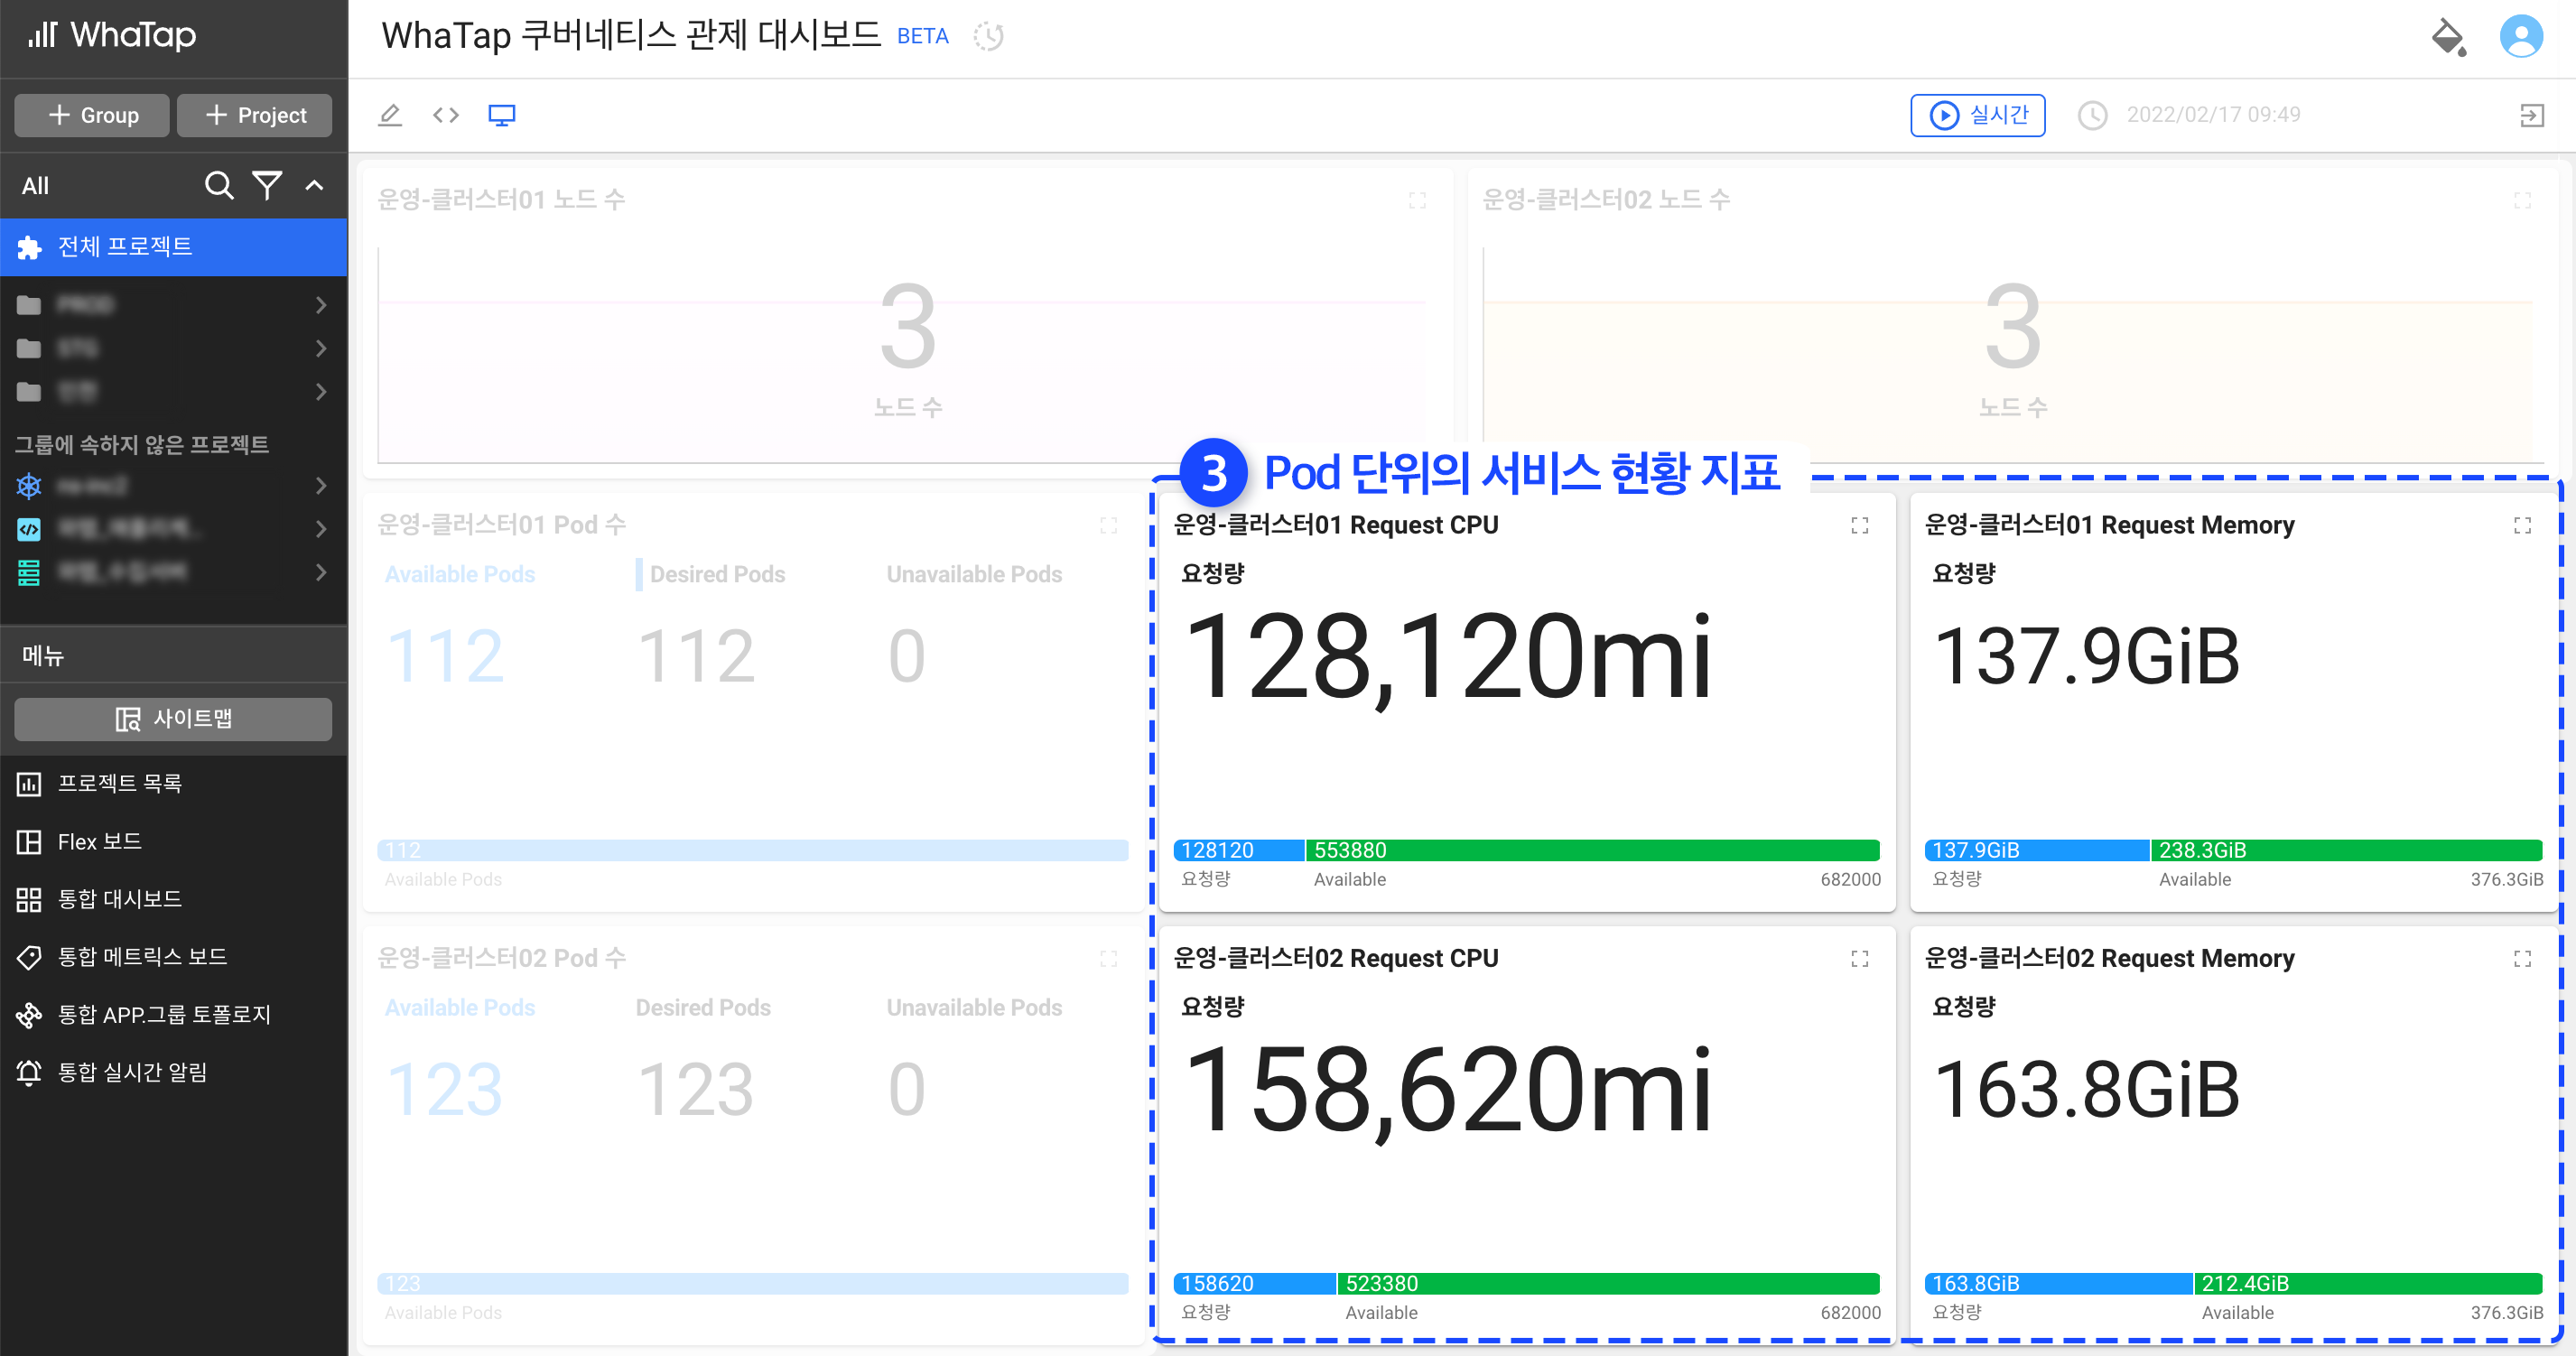 WhaTap
WhaTap 쿠버네티스 관제 대시보드 BETA
Group
Project
실시간
2022/02/17 09:49
All
전체 프로젝트
그룹에 속하지 않은 프로젝트
메뉴
사이트맵
프로젝트 목록
Flex 보드
통합 대시보드
통합 메트릭스 보드
통합 APP.그룹 토폴로지
통합 실시간 알림
운영-클러스터01 노드 수
3
노드 수
운영-클러스터02 노드 수
3
노드 수
3 Pod 단위의 서비스 현황 지표
운영-클러스터01 Pod 수
Available Pods Desired Pods Unavailable Pods
112 112 0
112
Available Pods
운영-클러스터01 Request CPU
요청량
128,120mi
128120 553880
요청량 Available 682000
운영-클러스터01 Request Memory
요청량
137.9GiB
137.9GiB 238.3GiB
요청량 Available 376.3GiB
운영-클러스터02 Pod 수
Available Pods Desired Pods Unavailable Pods
123 123 0
123
Available Pods
운영-클러스터02 Request CPU
요청량
158,620mi
158620 523380
요청량 Available 682000
운영-클러스터02 Request Memory
요청량
163.8GiB
163.8GiB 212.4GiB
요청량 Available 376.3GiB